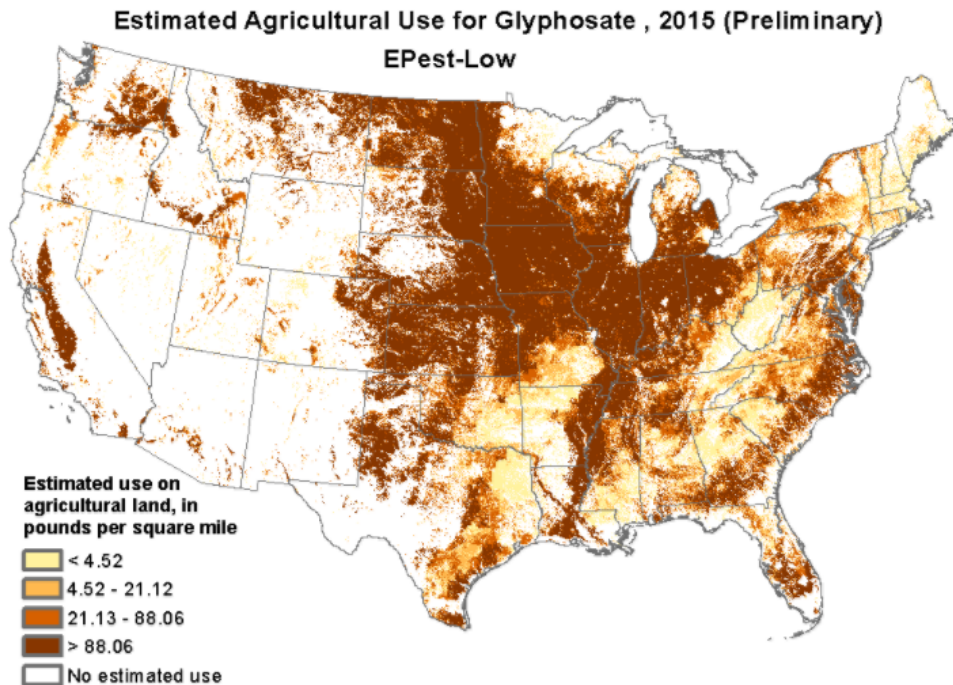 Estimated Agricultural Use for Glyphosate , 2015 (Preliminary)
EPest-Low
Estimated use on
agricultural land, in
pounds per square mile
< 4.52
4.52 - 21.12
21.13 - 88.06
> 88.06
No estimated use